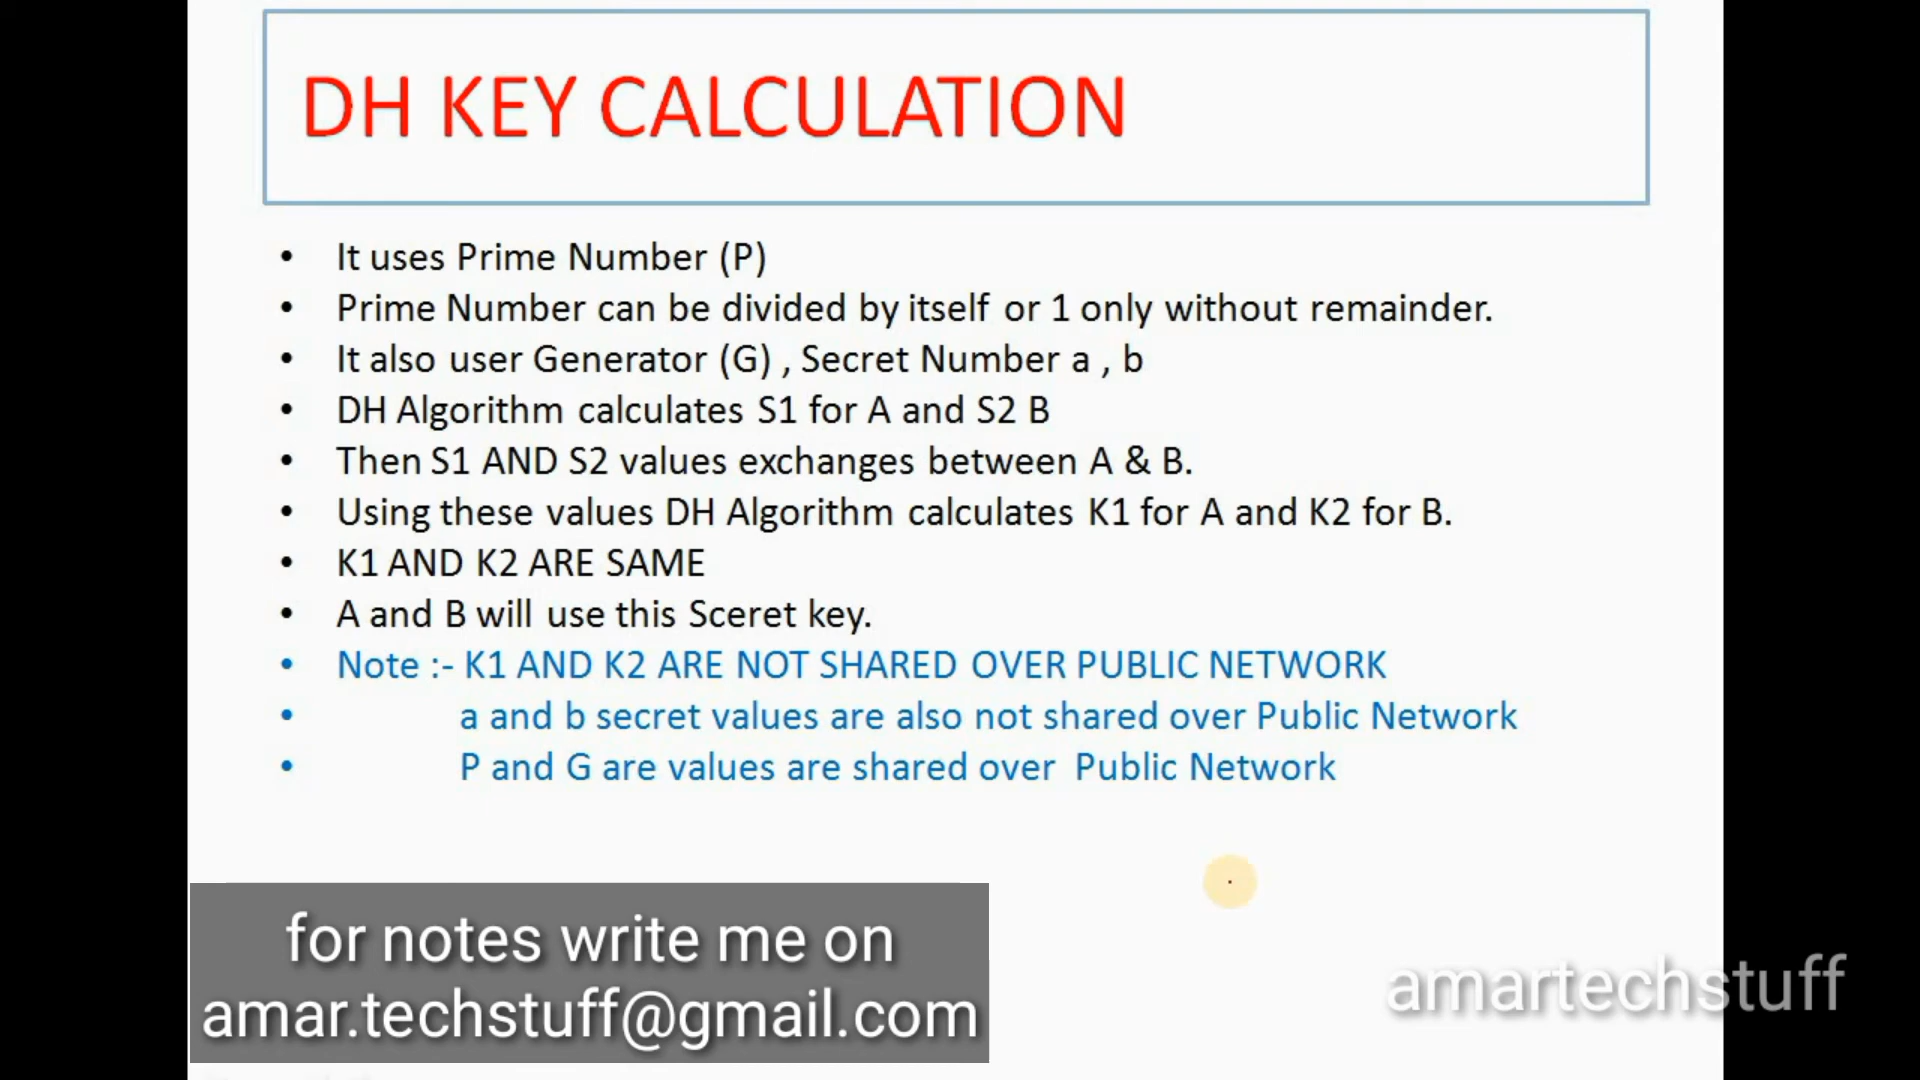 DH KEY CALCULATION
• It uses Prime Number (P)
• Prime Number can be divided by itself or 1 only without remainder.
• It also user Generator (G) , Secret Number a , b
• DH Algorithm calculates S1 for A and S2 B
• Then S1 AND S2 values exchanges between A & B.
• Using these values DH Algorithm calculates K1 for A and K2 for B.
• K1 AND K2 ARE SAME
• A and B will use this Sceret key.
• Note :- K1 AND K2 ARE NOT SHARED OVER PUBLIC NETWORK
• a and b secret values are also not shared over Public Network
• P and G are values are shared over Public Network
for notes write me on
amar.techstuff@gmail.com
amartechstuff